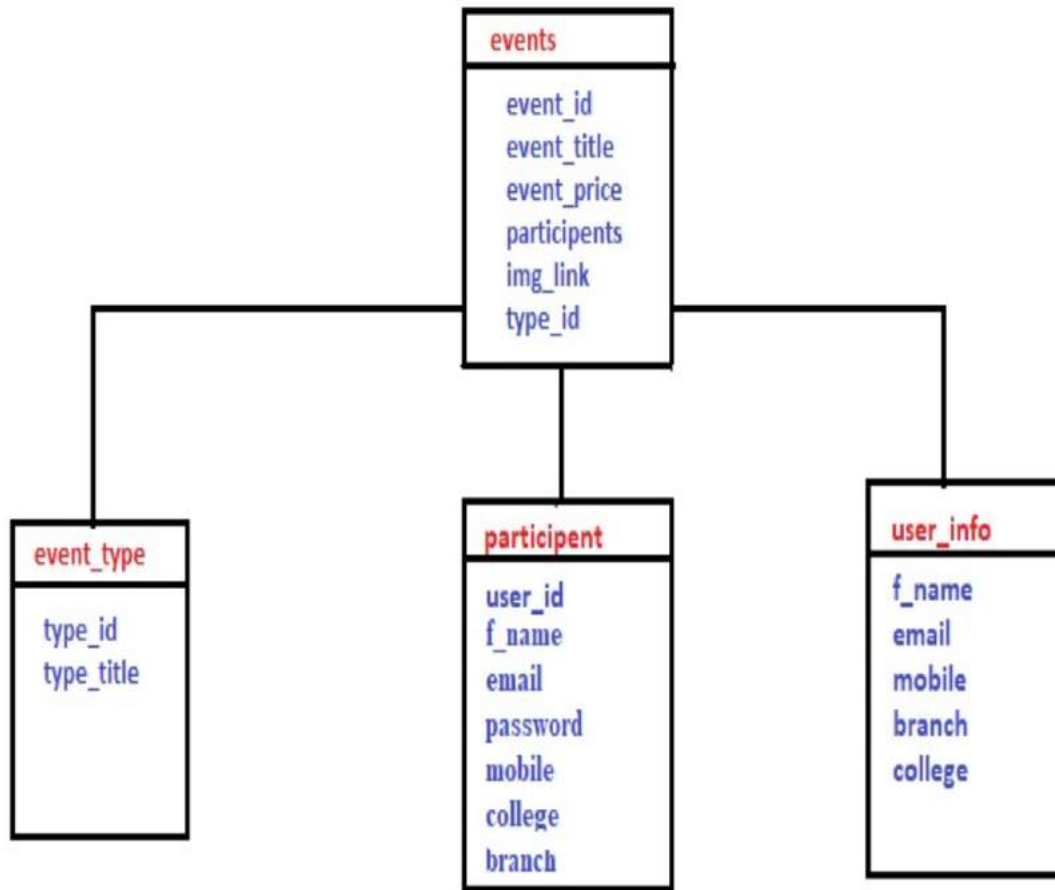 events
event_id
event_title
event_price
participents
img_link
type_id
event_type
type_id
type_title
participent
user_id
f_name
email
password
mobile
college
branch
user_info
f_name
email
mobile
branch
college